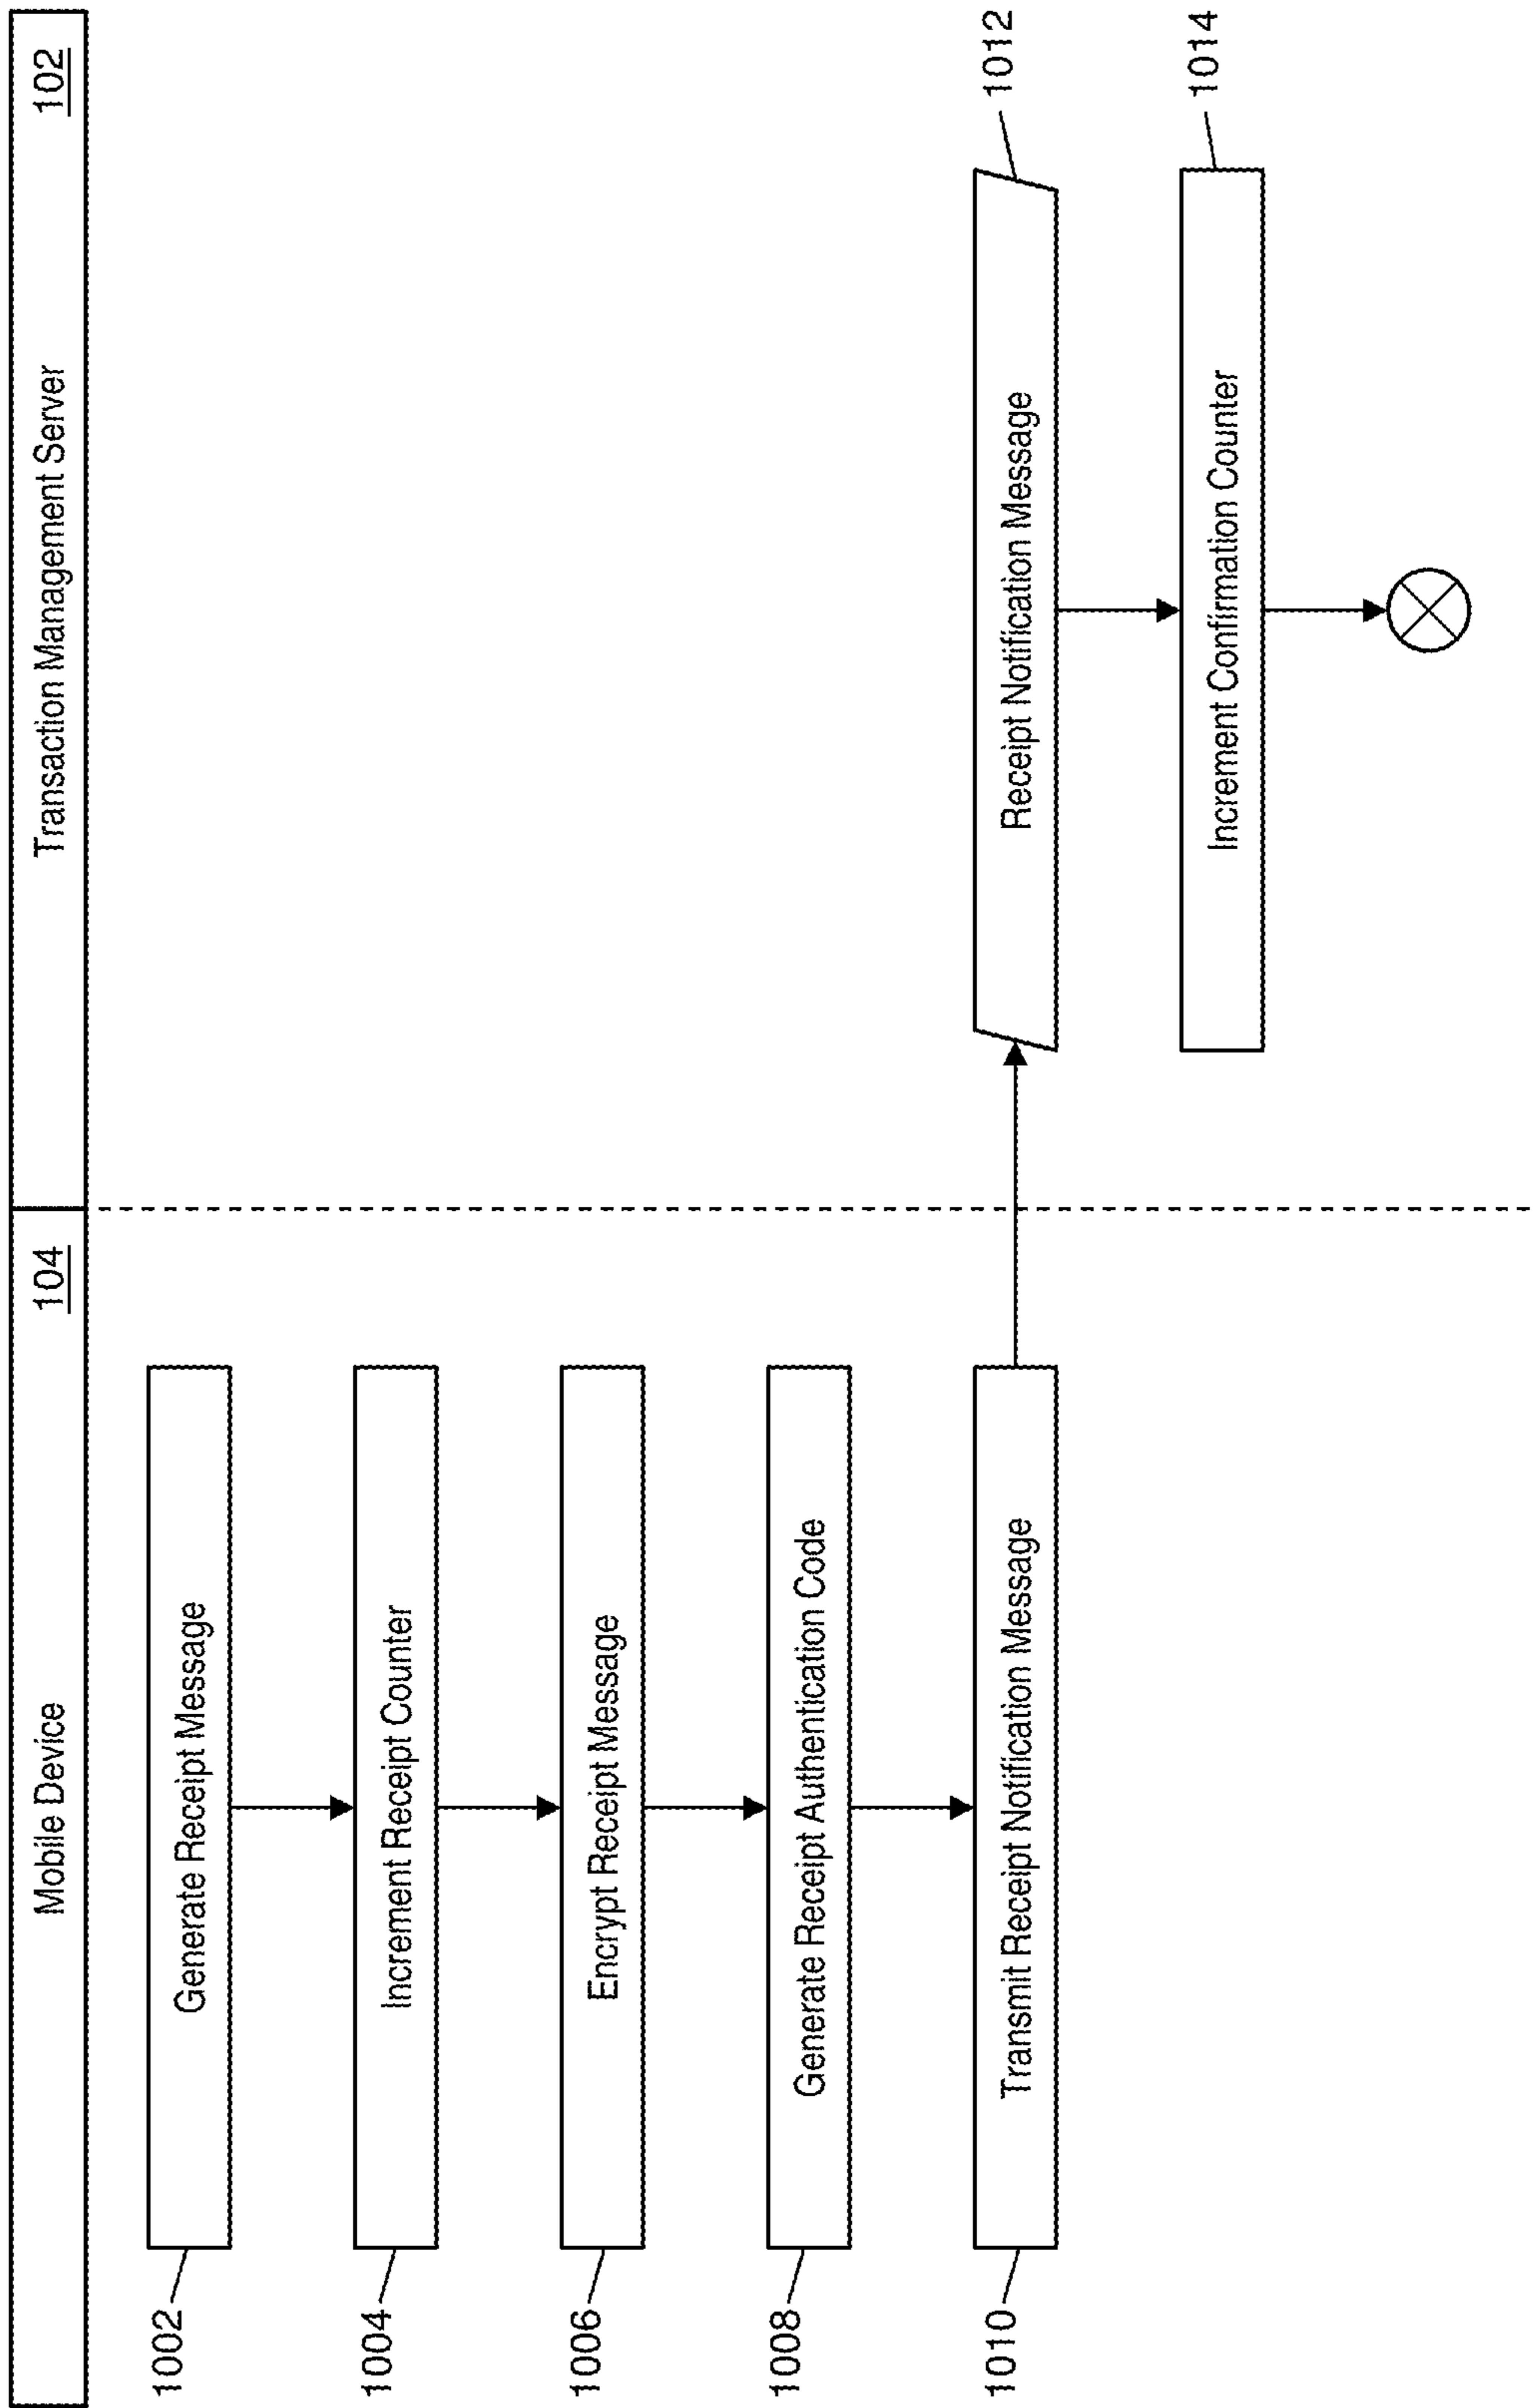 Mobile Device 104
Transaction Management Server 102
1002
Generate Receipt Message
1004
Increment Receipt Counter
1006
Encrypt Receipt Message
1008
Generate Receipt Authentication Code
1010
Transmit Receipt Notification Message
Receipt Notification Message
1012
Increment Confirmation Counter
1014